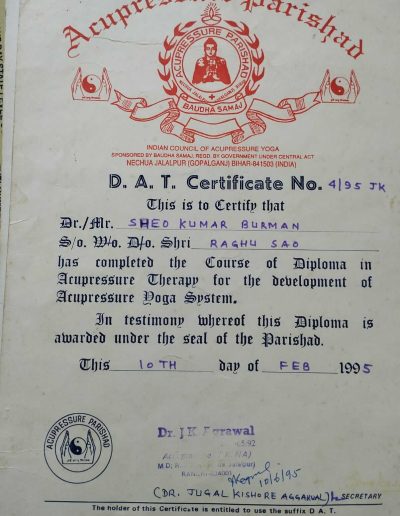 Acupressure Parishad
ACUPRESSURE PARISHAD
BAUDHA SAMAJ
INDIAN COUNCIL OF ACUPRESSURE YOGA
SPONSORED BY BAUDHA SAMAJ, REGD. BY GOVERNMENT UNDER CENTRAL ACT
NECHUA JALALPUR (GOPALGANJ) BIHAR-841503 (INDIA)
D. A. T. Certificate No. 4/95 JK
This is to Certify that
Dr./Mr. SHEO KUMAR BURMAN
S/o. W/o. D/o. Shri RAGHU SAO
has completed the Course of Diploma in
Acupressure Therapy for the development of
Acupressure Yoga System.
In testimony whereof this Diploma is
awarded under the seal of the Parishad.
This 10TH day of FEB 1995
ACUPRESSURE PARISHAD
Dr. J K Agrawal
10/6/95
(DR. JUGAL KISHORE AGGARWAL) SECRETARY
The holder of this Certificate is entitled to use the suffix D A T.